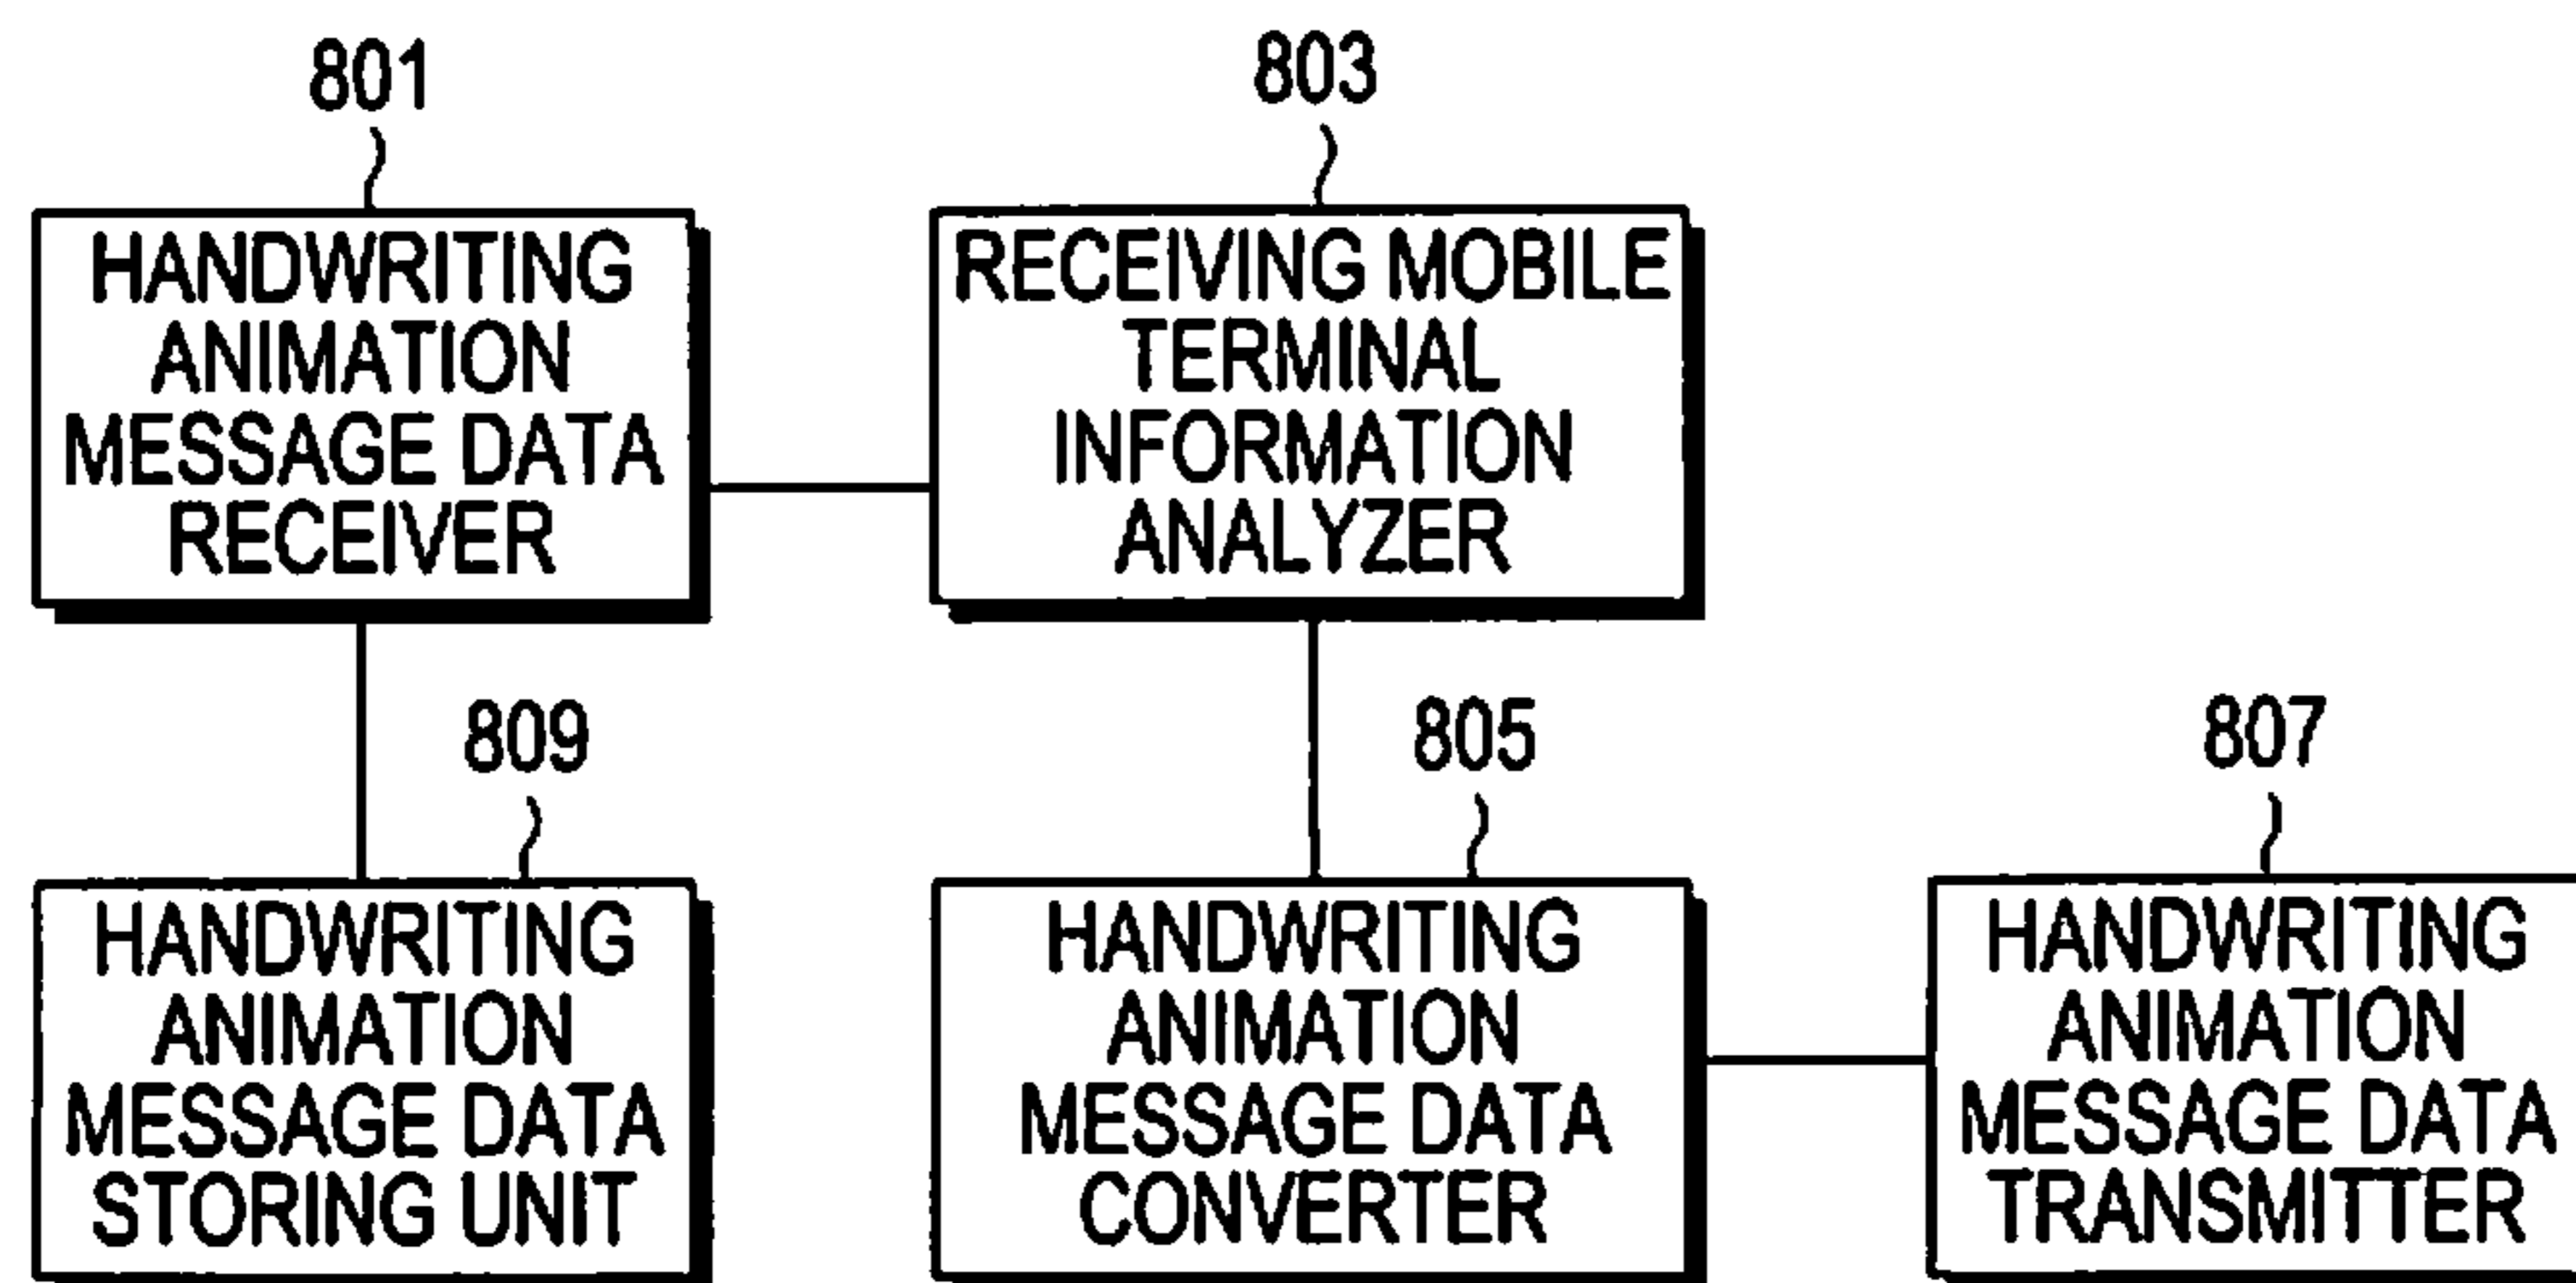 801
HANDWRITING
ANIMATION
MESSAGE DATA
RECEIVER
803
RECEIVING MOBILE
TERMINAL
INFORMATION
ANALYZER
809
HANDWRITING
ANIMATION
MESSAGE DATA
STORING UNIT
805
HANDWRITING
ANIMATION
MESSAGE DATA
CONVERTER
807
HANDWRITING
ANIMATION
MESSAGE DATA
TRANSMITTER